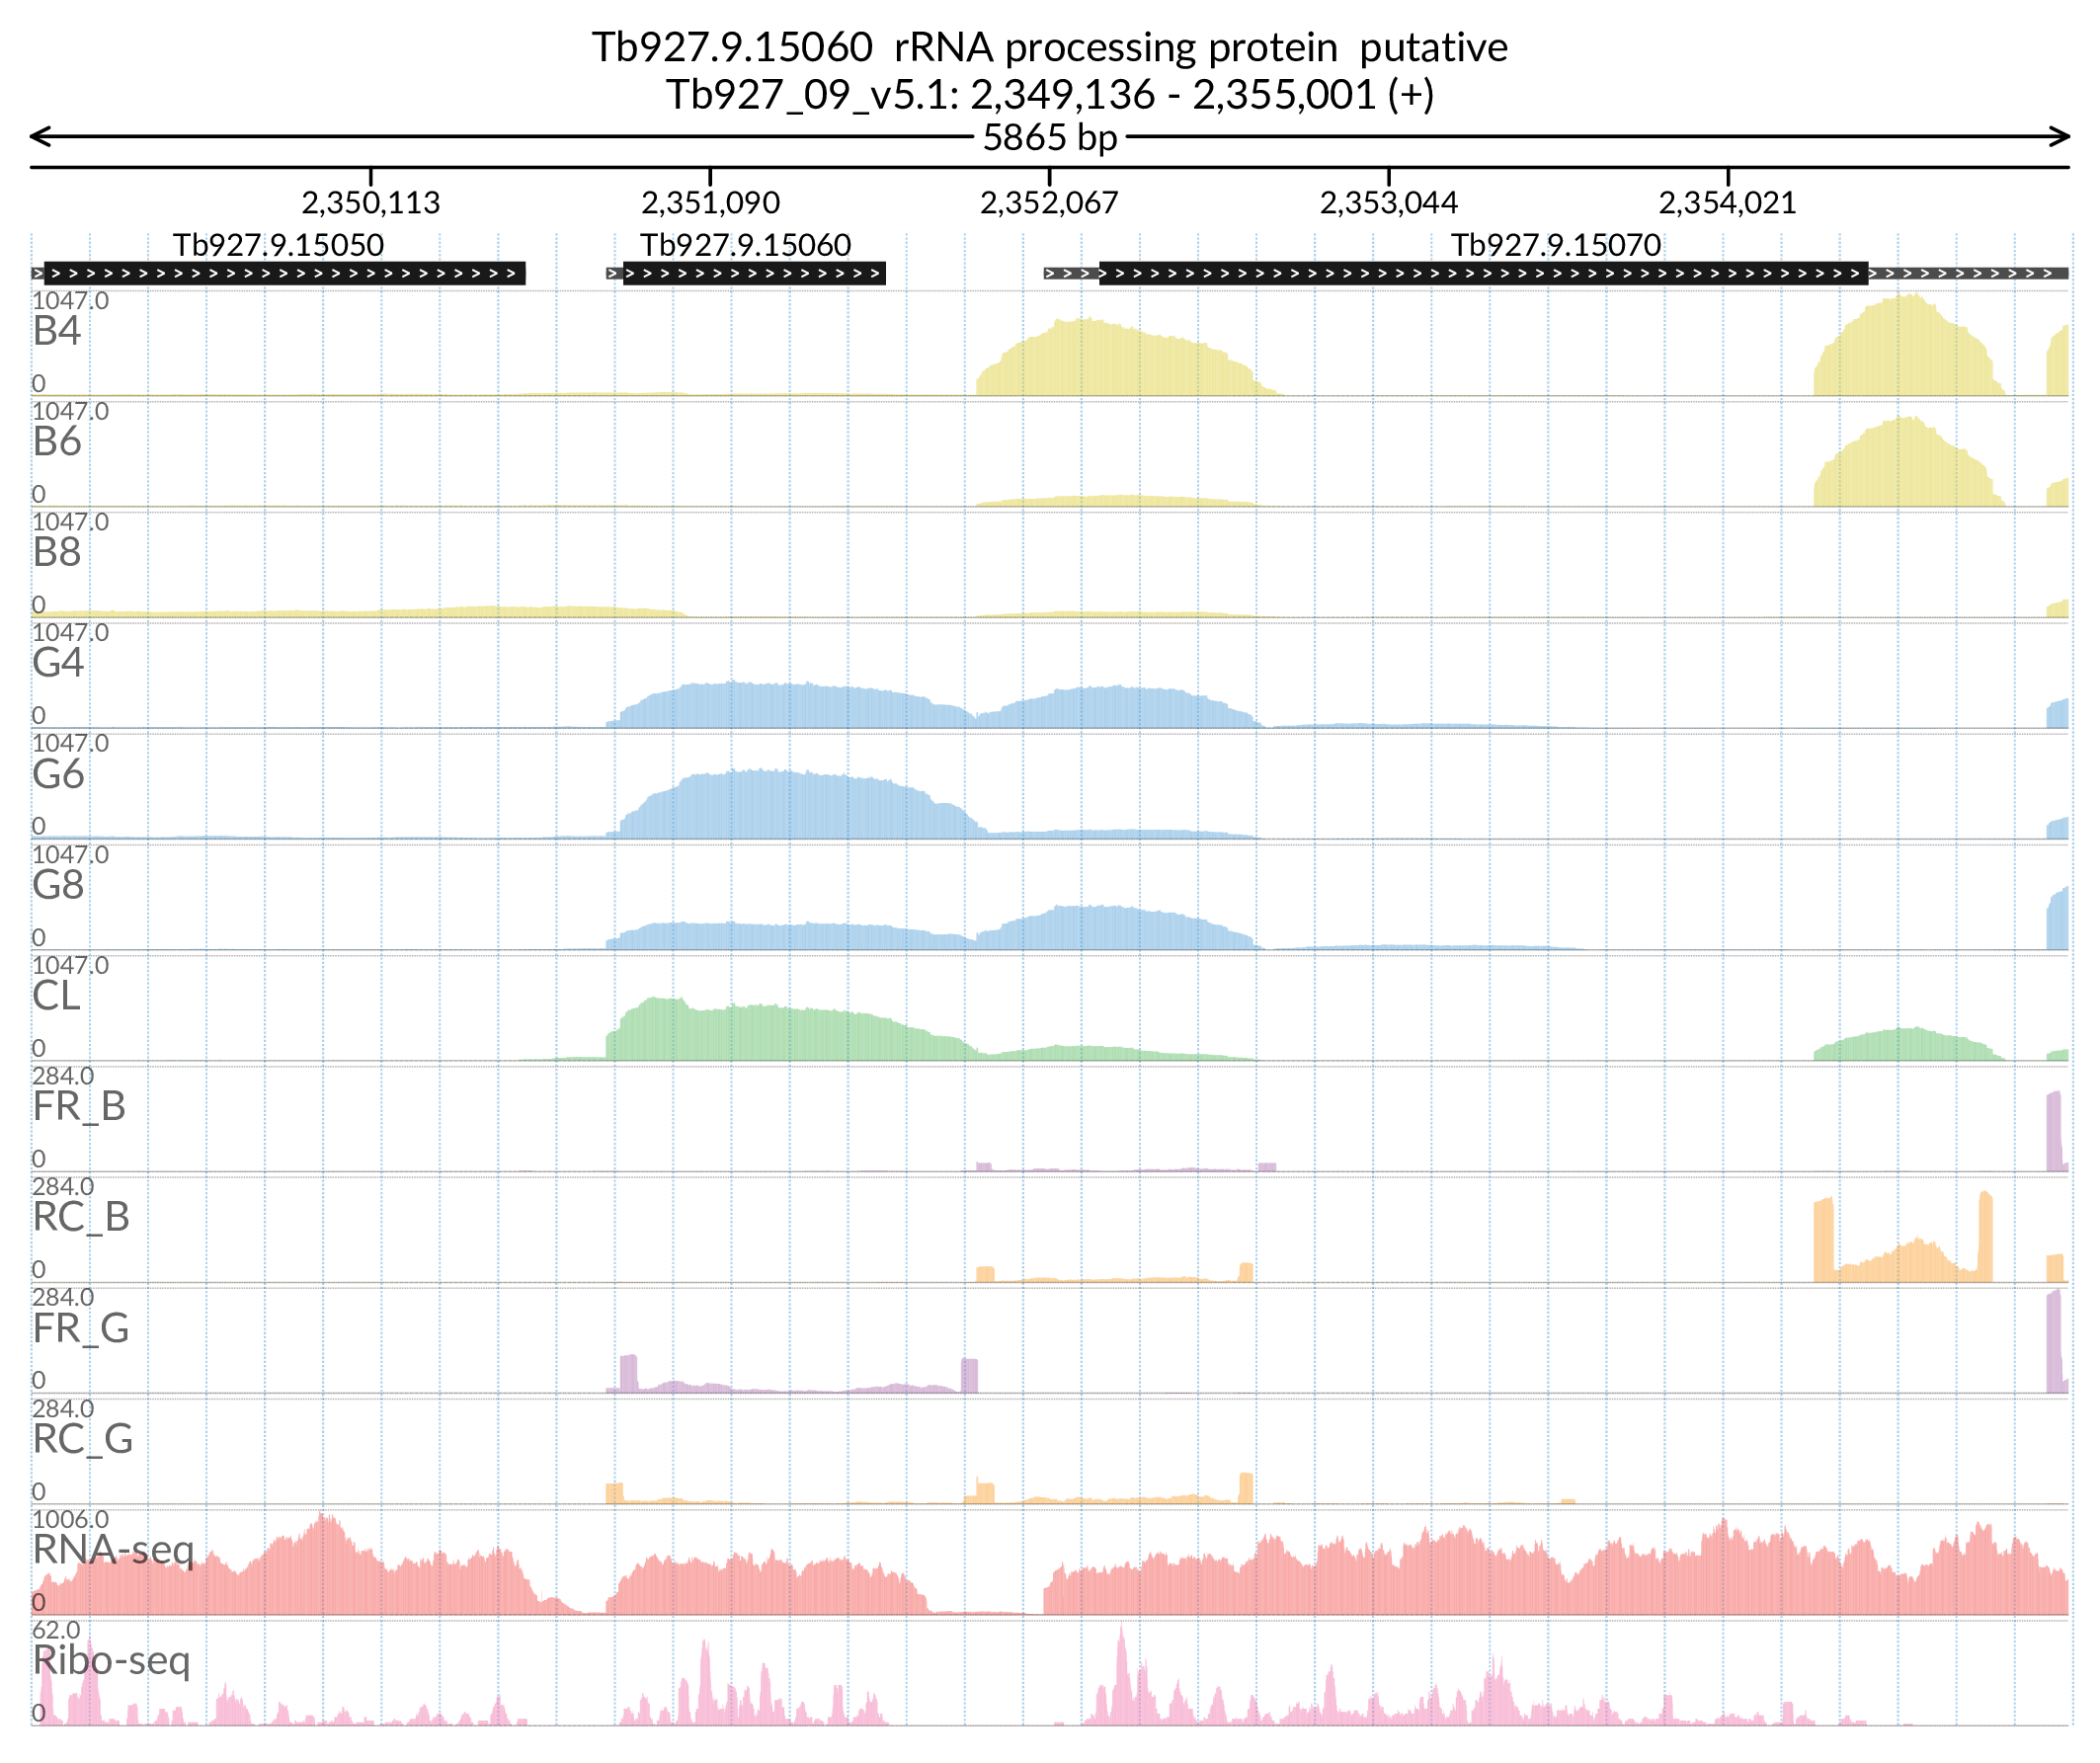 Tb927.9.15060 rRNA processing protein putative
Tb927_09_v5.1: 2,349,136 - 2,355,001 (+)
5865 bp
2,350,113 2,351,090 2,352,067 2,353,044 2,354,021
Tb927.9.15050 Tb927.9.15060 Tb927.9.15070
1047.0
B4
0
1047.0
B6
0
1047.0
B8
0
1047.0
G4
0
1047.0
G6
0
1047.0
G8
0
1047.0
CL
0
284.0
FR_B
0
284.0
RC_B
0
284.0
FR_G
0
284.0
RC_G
0
1006.0
RNA-seq
0
62.0
Ribo-seq
0